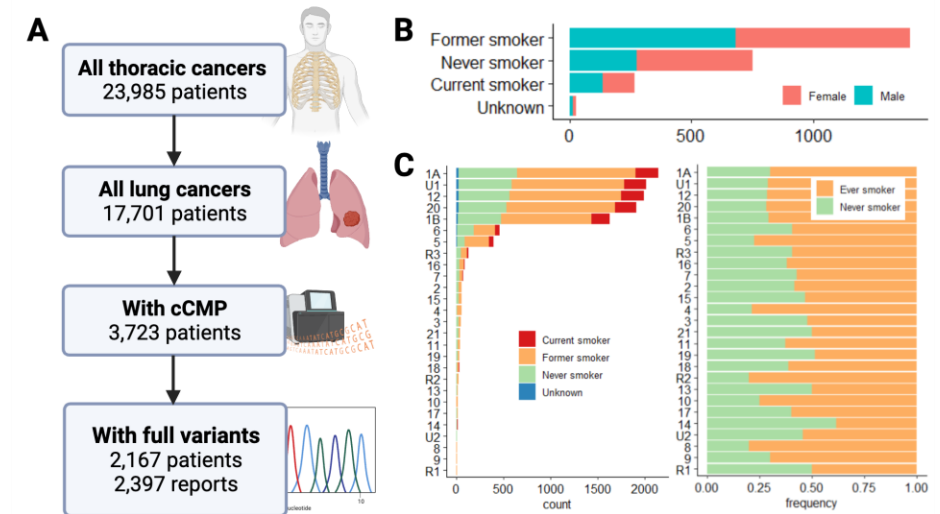 A
All thoracic cancers
23,985 patients
All lung cancers
17,701 patients
With cCMP
3,723 patients
With full variants
2,167 patients
2,397 reports
10
B
Former smoker
Never smoker
Current smoker
Unknown
Female
Male
0
500
1000
C
1A
U1
12
20
1B
6
5
R3
16
7
2
15
4
3
21
11
19
18
R2
13
10
17
14
U2
8
9
R1
Current smoker
Former smoker
Never smoker
Unknown
0
500
1000
1500
2000
count
1A
U1
12
20
1B
6
5
R3
16
7
2
15
4
3
21
11
19
18
R2
13
10
17
14
U2
8
9
R1
Ever smoker
Never smoker
0.00
0.25
0.50
0.75
1.00
frequency